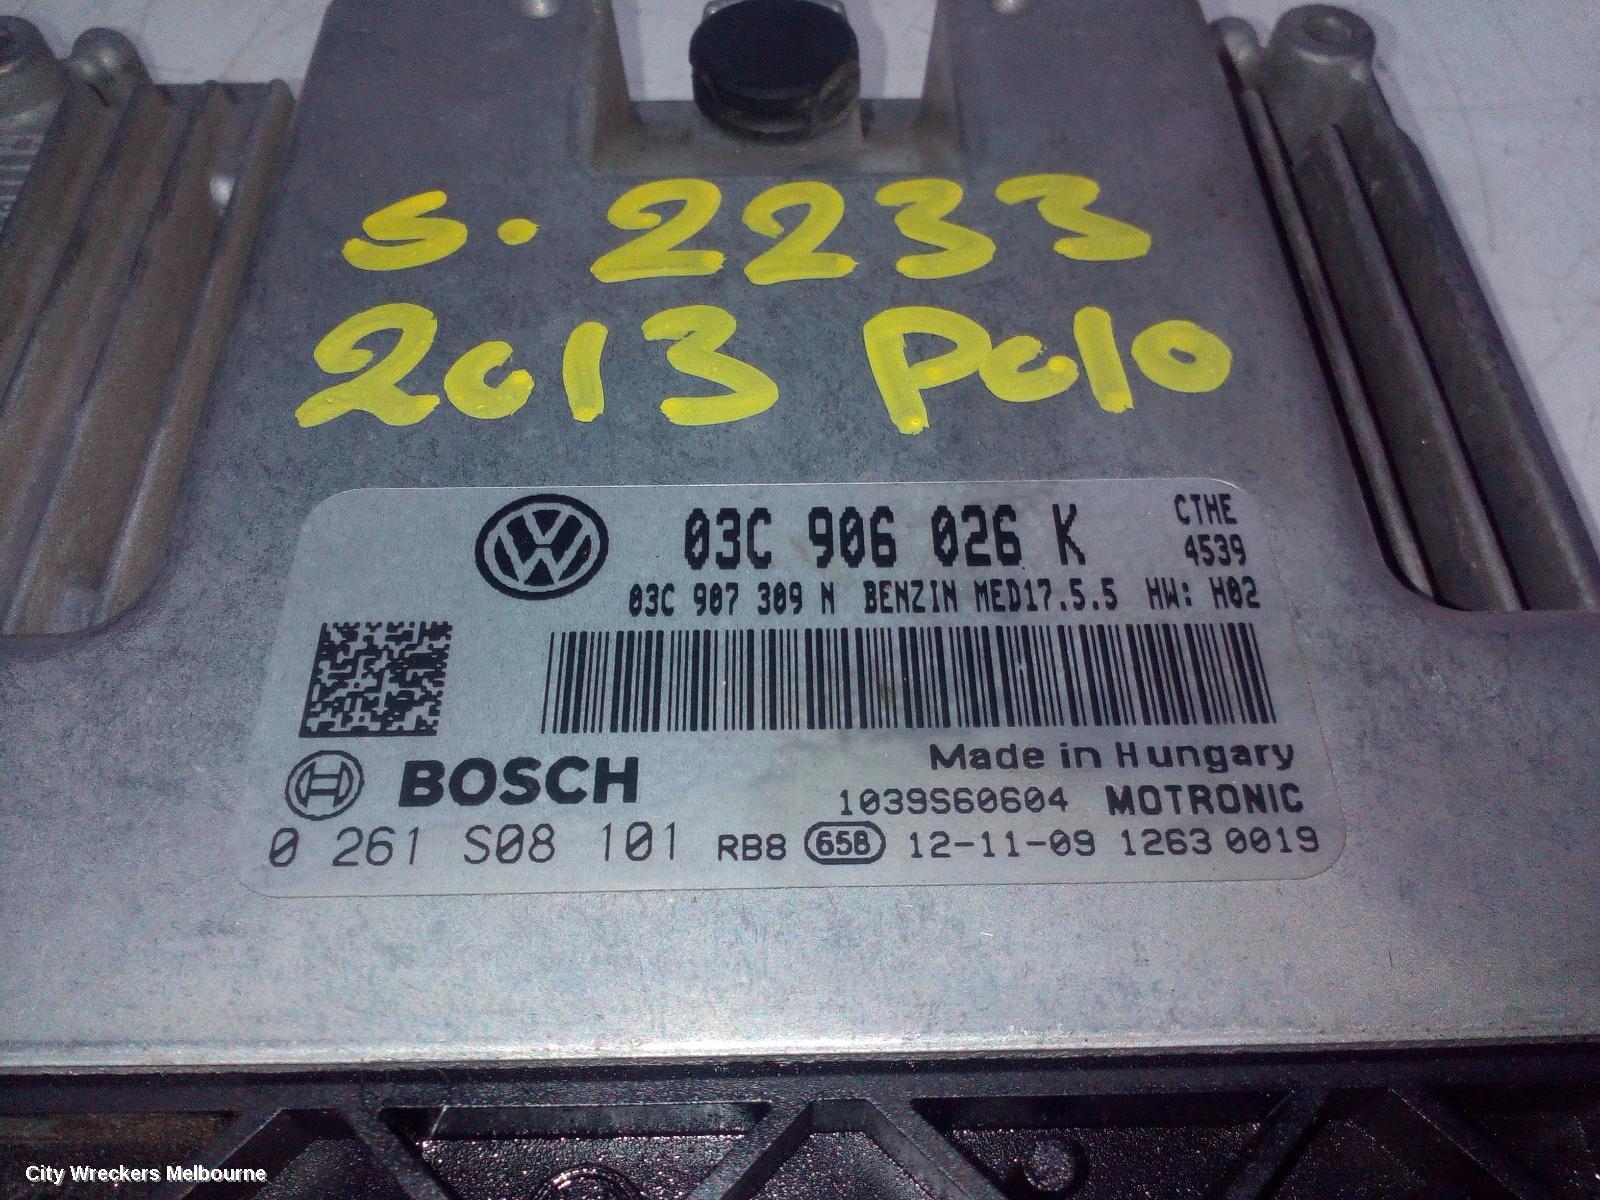 S. 2233
2013 Polo
03C 906 026 K CTHE
4539
03C 907 309 N BENZIN MED17.5.5 HW: H02
Made in Hungary
BOSCH
1039S60604 MOTRONIC
0 261 S08 101 RB8 658 12-11-09 1263 0019
City Wreckers Melbourne